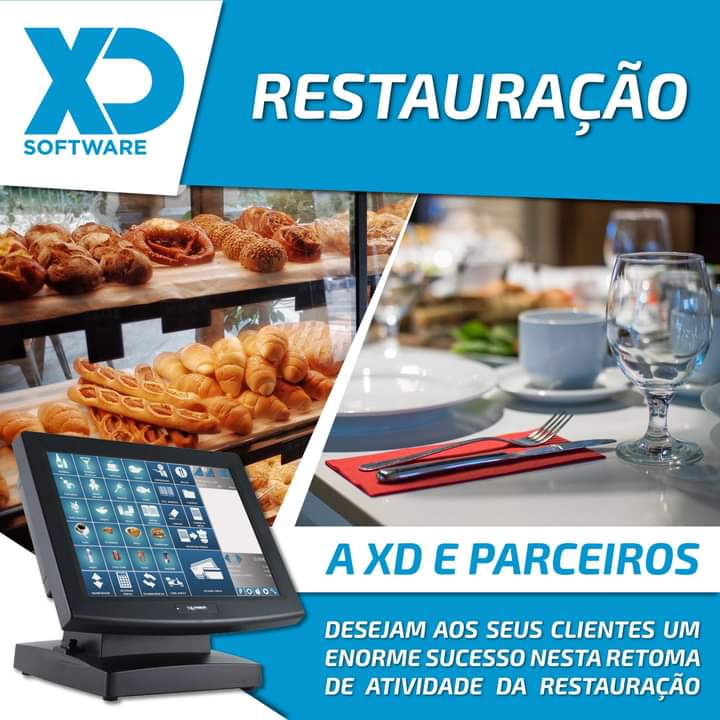 XD
SOFTWARE
RESTAURAÇÃO
A XD E PARCEIROS
DESEJAM AOS SEUS CLIENTES UM
ENORME SUCESSO NESTA RETOMA
DE ATIVIDADE DA RESTAURAÇÃO